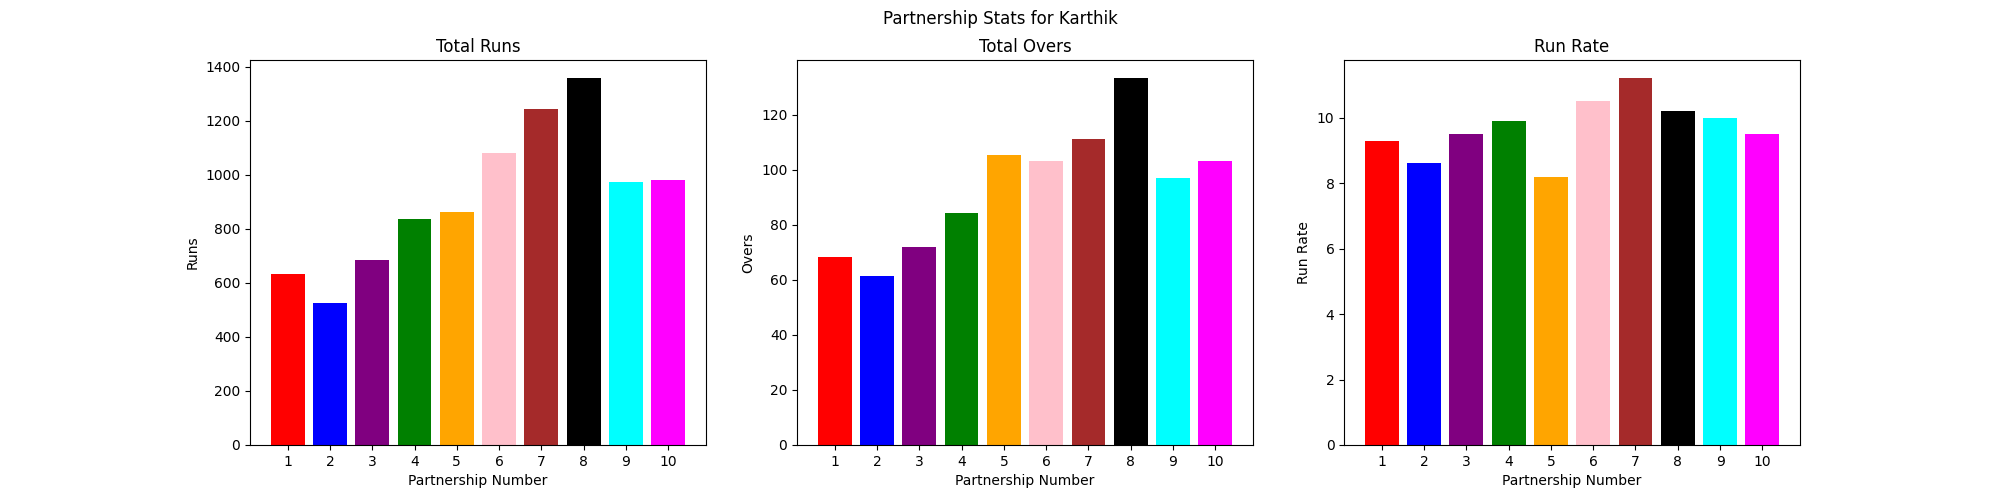 Partnership Stats for Karthik
Total Runs
1400
1200
1000
800
600
400
200
0
Runs
1 2 3 4 5 6 7 8 9 10
Partnership Number
Total Overs
120
100
80
60
40
20
0
Overs
1 2 3 4 5 6 7 8 9 10
Partnership Number
Run Rate
10
8
6
4
2
0
Run Rate
1 2 3 4 5 6 7 8 9 10
Partnership Number